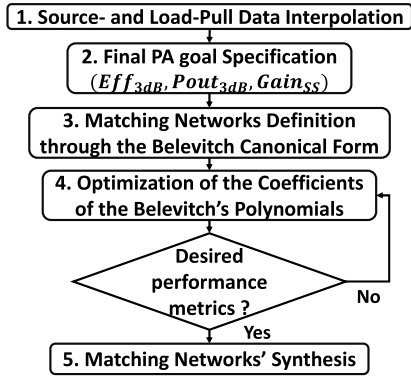 1. Source- and Load-Pull Data Interpolation
2. Final PA goal Specification
(Eff3dB, Pout3dB, GainSS)
3. Matching Networks Definition
through the Belevitch Canonical Form
4. Optimization of the Coefficients
of the Belevitch's Polynomials
Desired
performance
metrics ?
No
Yes
5. Matching Networks' Synthesis